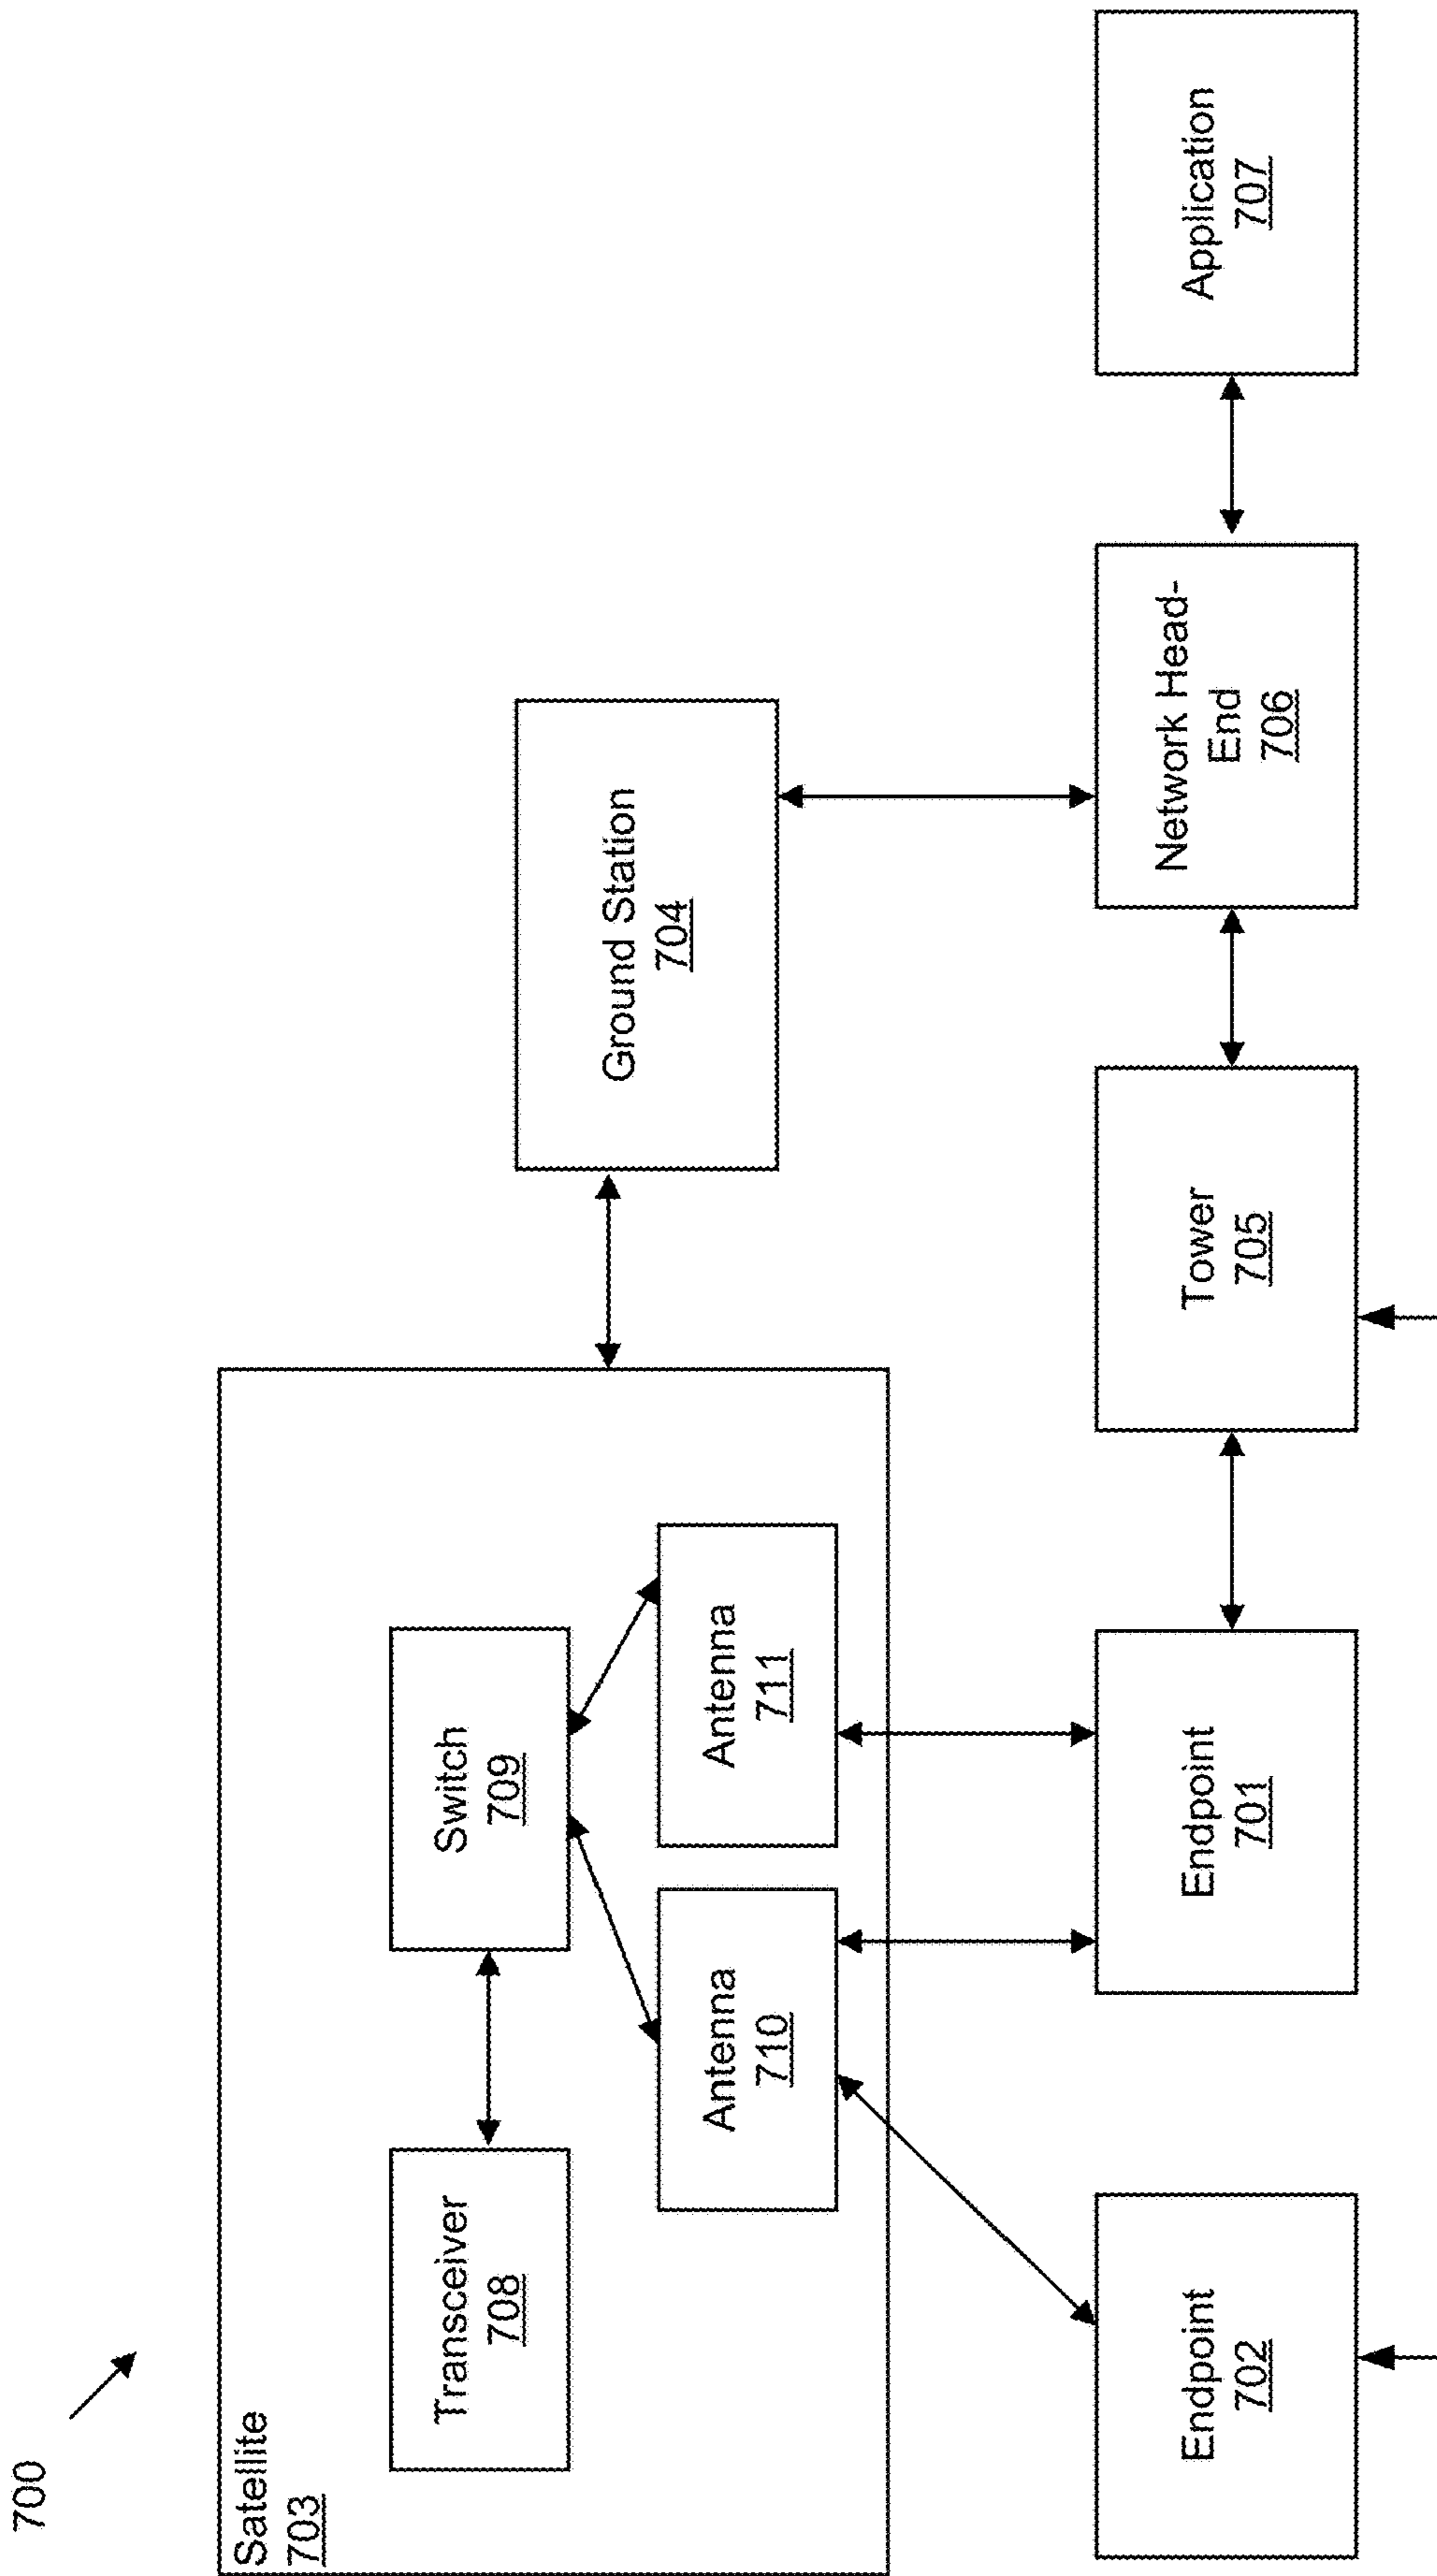 700
Satellite
703
Transceiver
708
Switch
709
Antenna
710
Antenna
711
Ground Station
704
Endpoint
702
Endpoint
701
Tower
705
Network Head-
End
706
Application
707